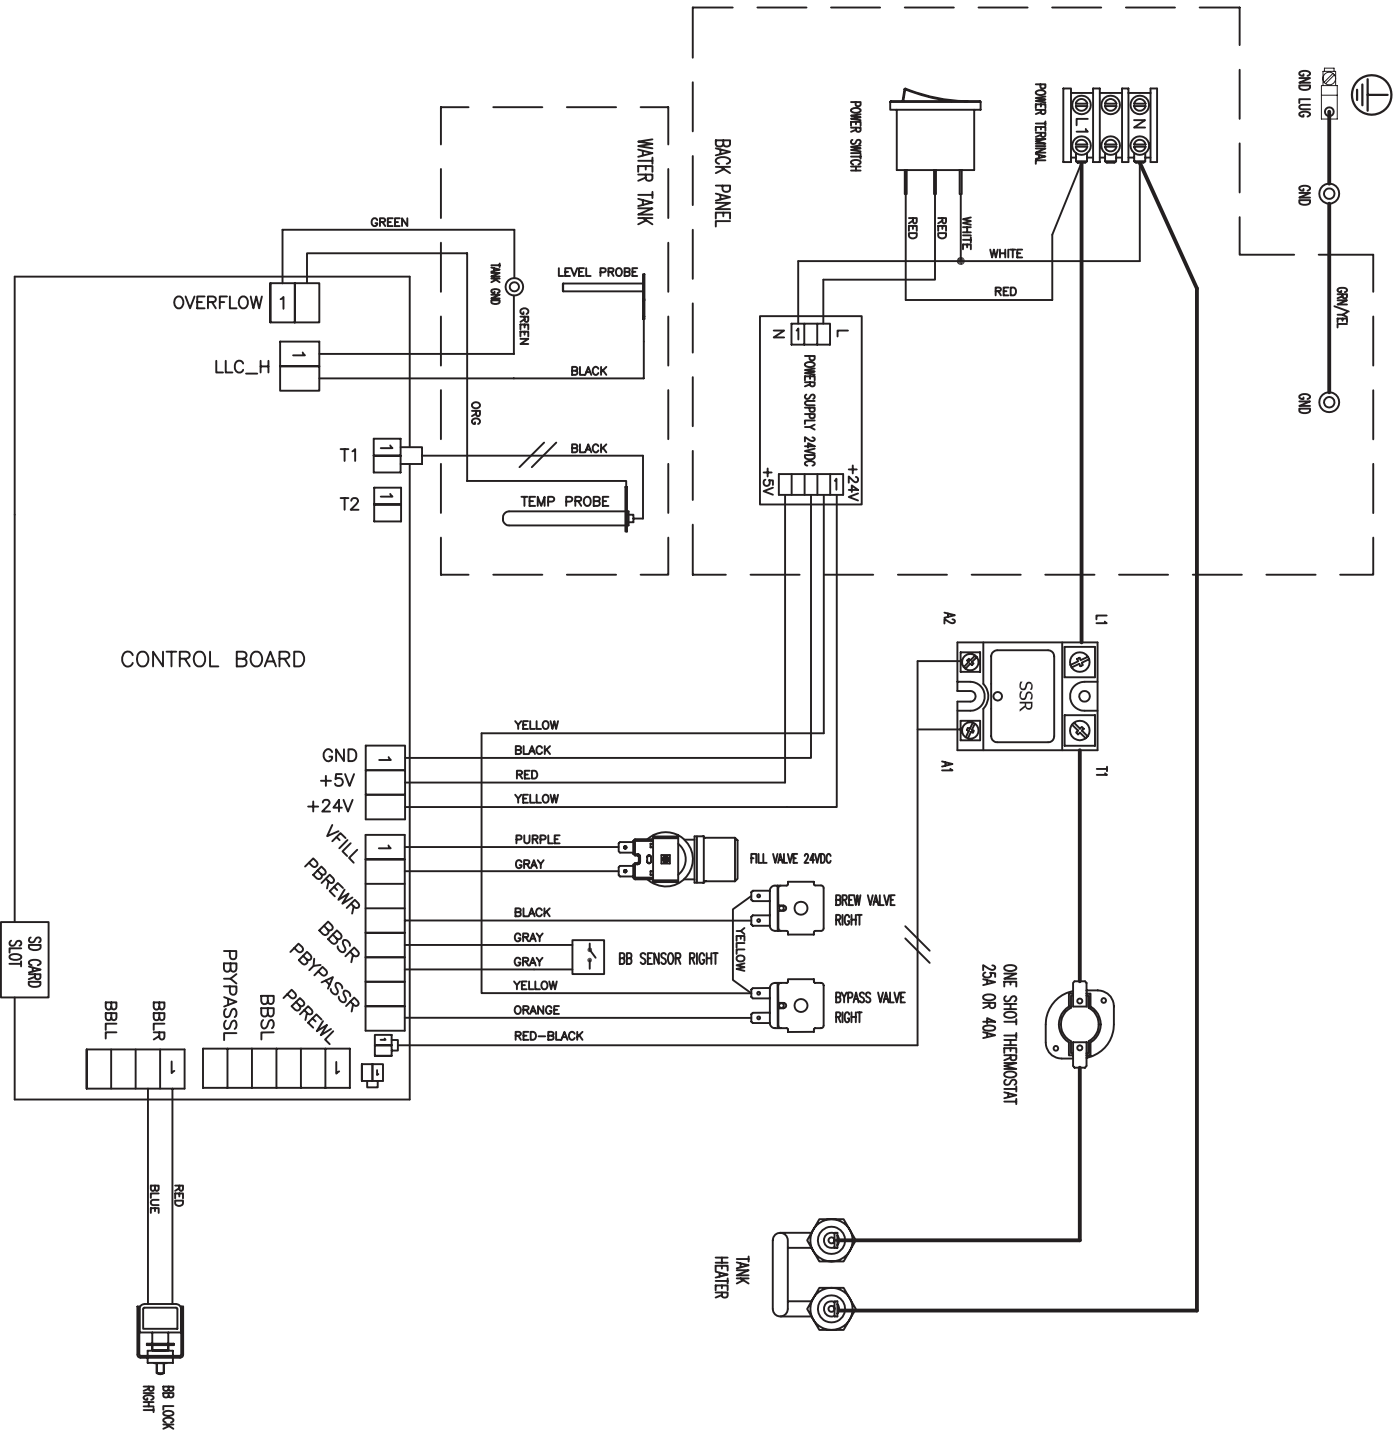 GND LUG
GND
GRN/YEL
GND
POWER TERMINAL
L1
N
POWER SWITCH
RED
RED
WHITE
WHITE
RED
BACK PANEL
WATER TANK
N
1
L
POWER SUPPLY 24VDC
+5V
1
+24V
GREEN
TANK GND
LEVEL PROBE
GREEN
OVERFLOW
1
LLC_H
1
BLACK
ORG
T1
1
BLACK
T2
1
TEMP PROBE
CONTROL BOARD
A2
L1
SSR
A1
T1
YELLOW
GND
1
BLACK
+5V
RED
+24V
YELLOW
VFILL
1
PURPLE
GRAY
FILL VALVE 24VDC
PBREWR
BLACK
BREW VALVE
RIGHT
YELLOW
BBSR
GRAY
GRAY
BB SENSOR RIGHT
PBYPASSR
YELLOW
ORANGE
BYPASS VALVE
RIGHT
RED-BLACK
1
1
ONE SHOT THERMOSTAT
25A OR 40A
SD CARD
SLOT
BBLL
BBLR
1
PBYPASSL
BBSL
PBREWL
1
BLUE
RED
TANK
HEATER
BB LOCK
RIGHT